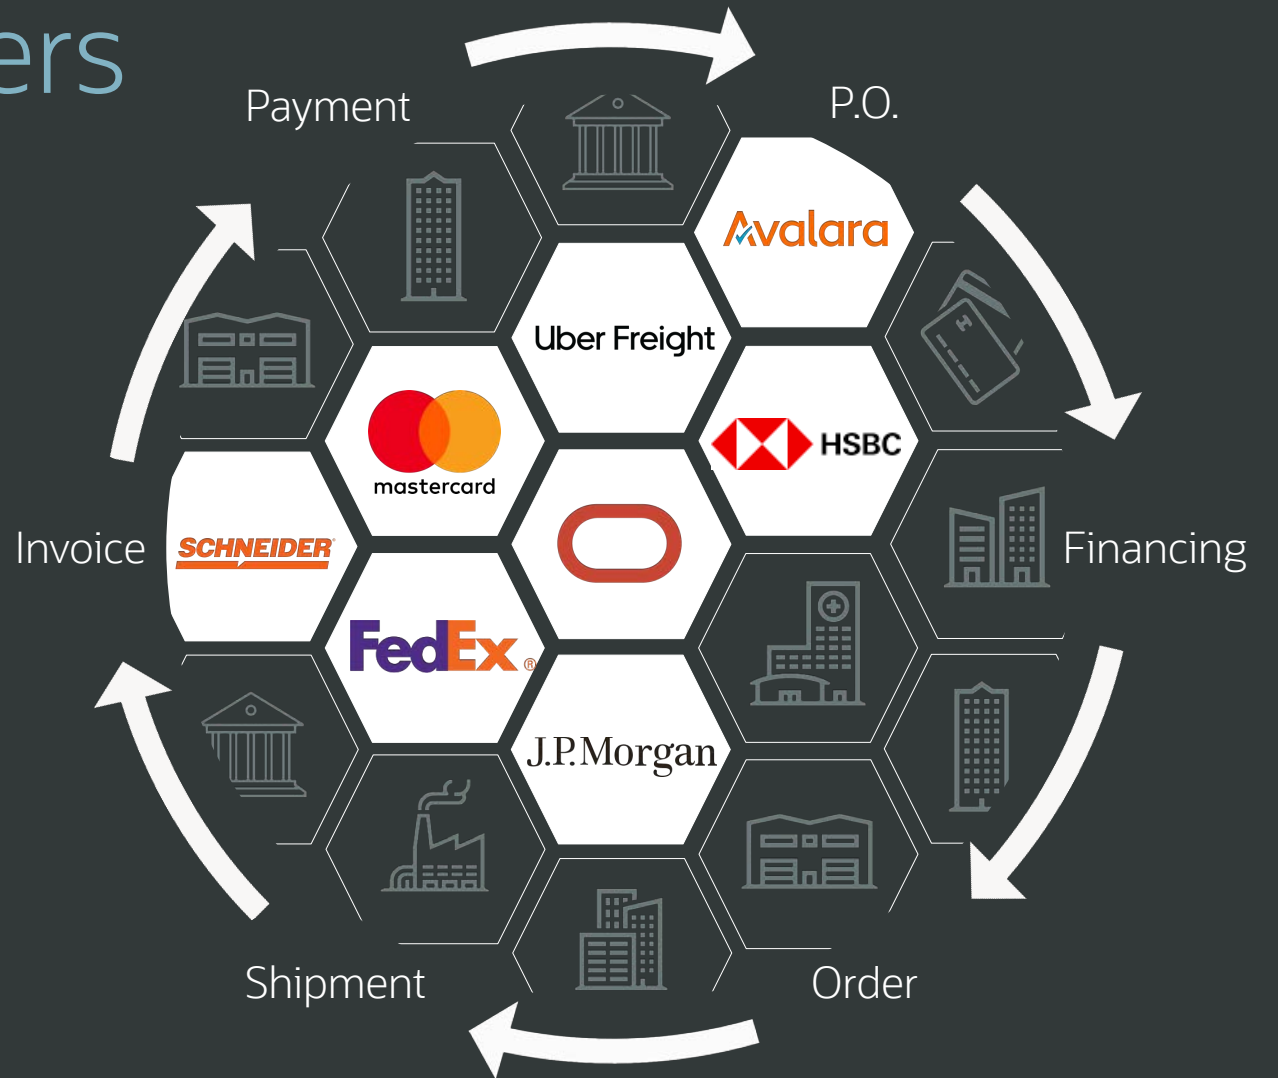 ers
Payment
P.O.
Avalara
Uber Freight
mastercard
HSBC
Invoice
SCHNEIDER
Financing
FedEx®
J.P.Morgan
Shipment
Order